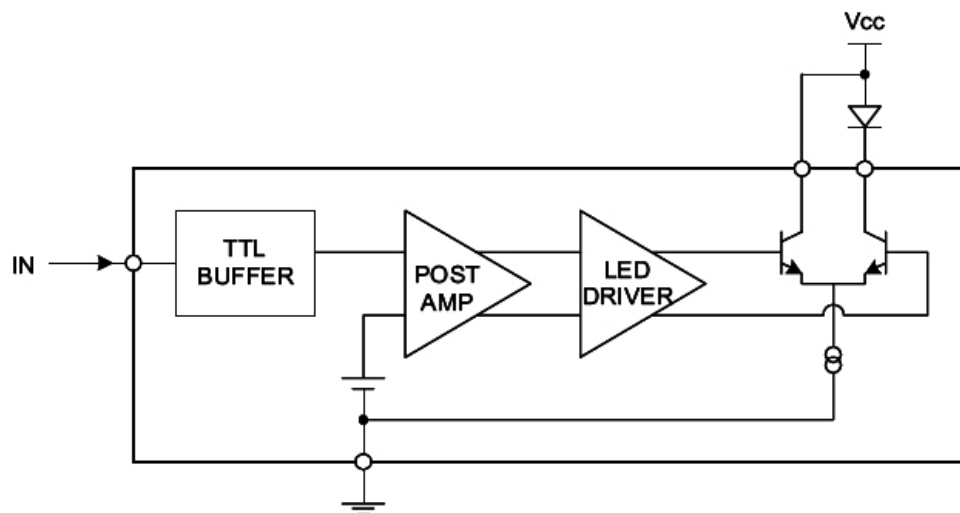 Vcc
IN
TTL
BUFFER
POST
AMP
LED
DRIVER